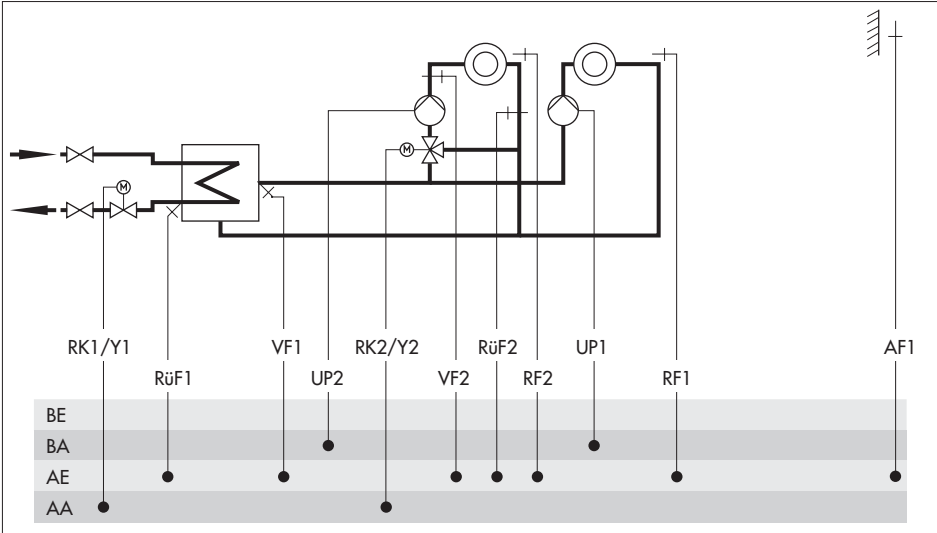 M
M
RK1/Y1 VF1 RK2/Y2 RüF2 UP1 AF1
RüF1 UP2 VF2 RF2 RF1
BE
BA
AE
AA